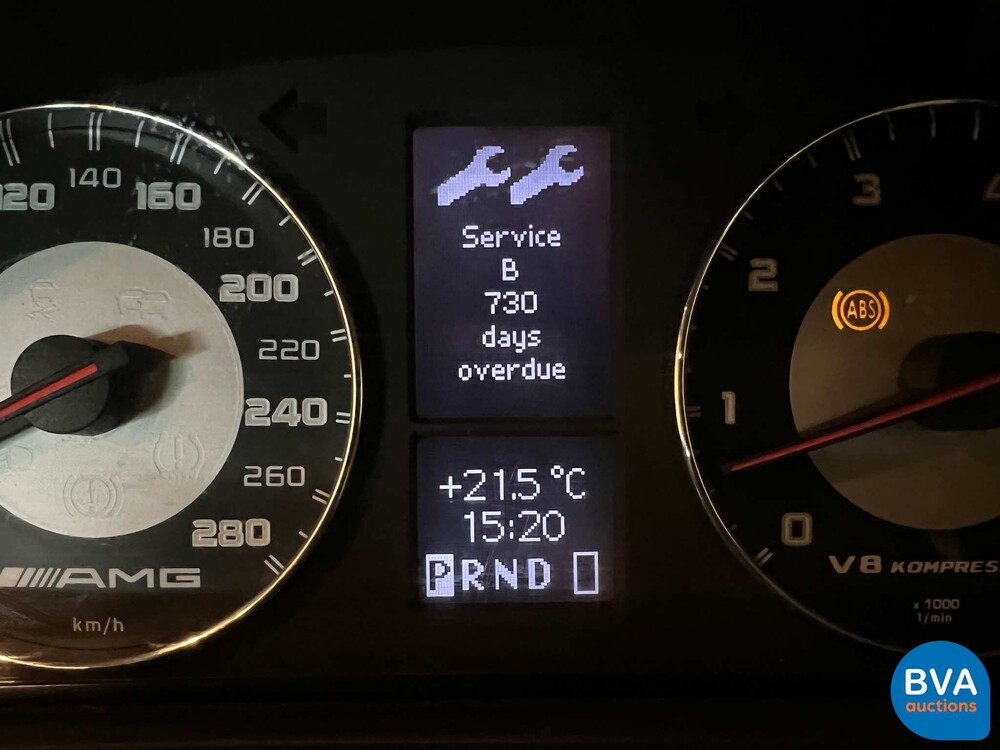 120
140
160
180
200
220
240
260
280
AMG
km/h
Service
B
730
days
overdue
+21.5 °C
15:20
PRND
ABS
0
1
2
3
4
V8 KOMPRES
x 1000
1/min
BVA
auctions